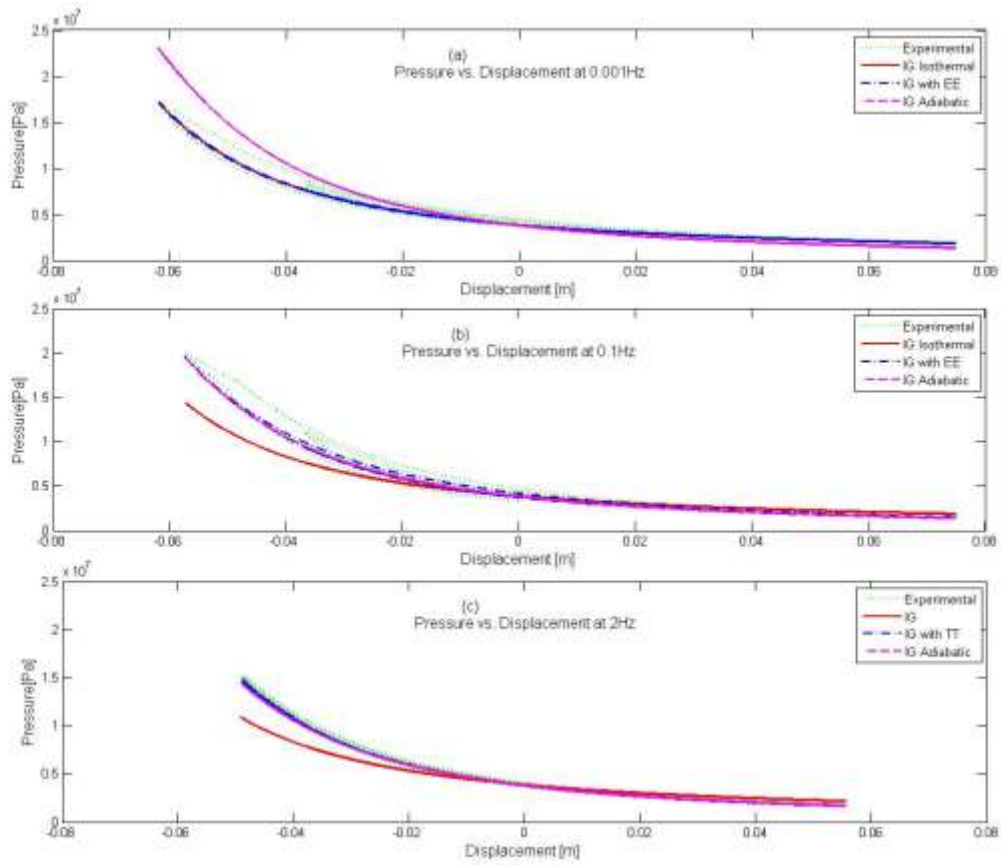 x 10⁷
2.5
(a)
Pressure vs. Displacement at 0.001Hz
Experimental
IG Isothermal
IG with EE
IG Adiabatic
2
1.5
1
0.5
0
Pressure[Pa]
-0.08 -0.06 -0.04 -0.02 0 0.02 0.04 0.06 0.08
Displacement [m]
2.5
(b)
Pressure vs. Displacement at 0.1Hz
Experimental
IG Isothermal
IG with EE
IG Adiabatic
2
1.5
1
0.5
0
Pressure[Pa]
-0.08 -0.06 -0.04 -0.02 0 0.02 0.04 0.06 0.08
Displacement [m]
x 10⁷
2.5
(c)
Pressure vs. Displacement at 2Hz
Experimental
IG
IG with TT
IG Adiabatic
2
1.5
1
0.5
0
Pressure[Pa]
-0.08 -0.06 -0.04 -0.02 0 0.02 0.04 0.06 0.08
Displacement [m]